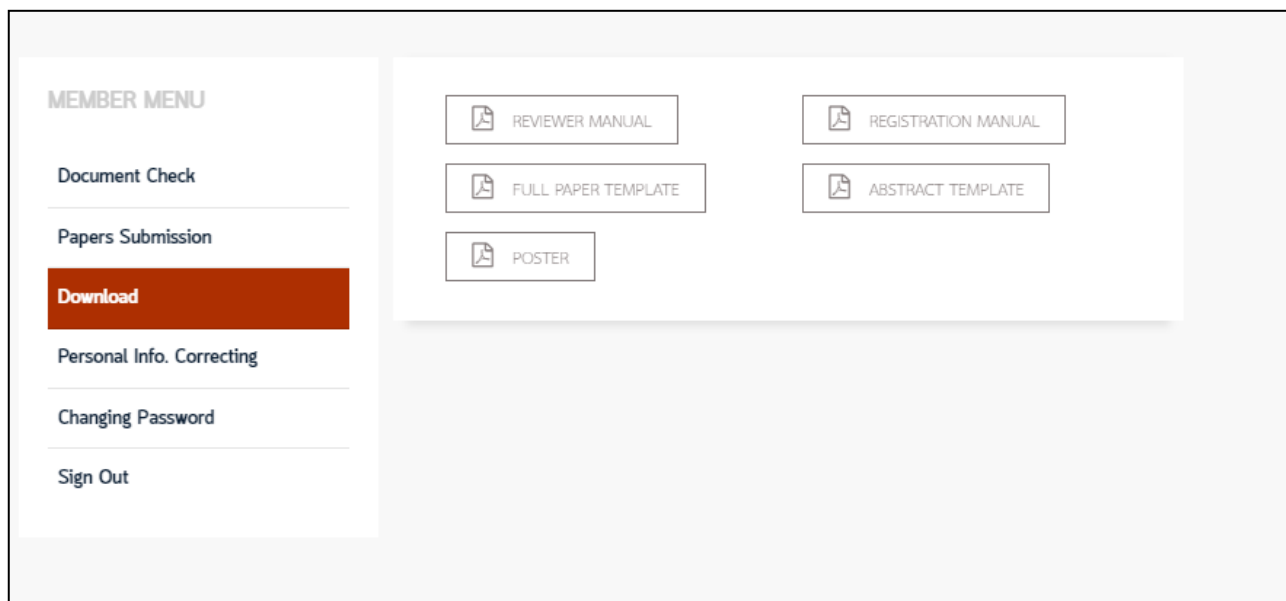 MEMBER MENU
Document Check
Papers Submission
Download
Personal Info. Correcting
Changing Password
Sign Out
REVIEWER MANUAL
REGISTRATION MANUAL
FULL PAPER TEMPLATE
ABSTRACT TEMPLATE
POSTER